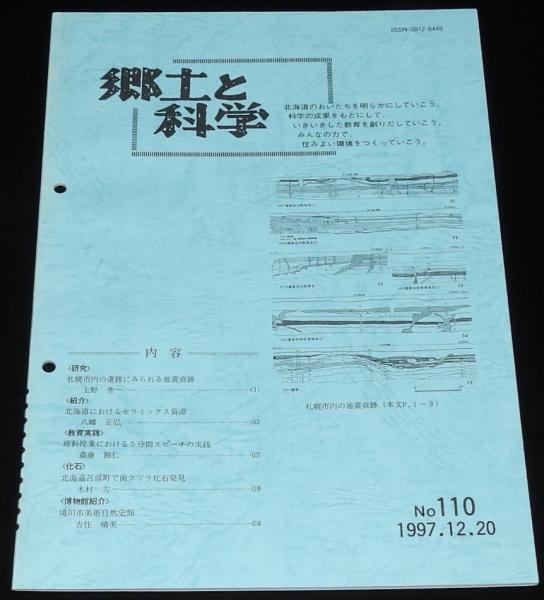 ISSN:0912-6449
郷土と
科学
北海道のおいたちを明らかにしていこう。
科学の成果をもとにして、
いきいきした教育を創りだしていこう。
みんなの力で、
住みよい環境をつくっていこう。
10
11
12
13
14
15
札幌市内の地震痕跡(本文P.1−9)
内容
〈研究〉
札幌市内の遺跡にみられる地震痕跡
上野 秀一 (1)
〈紹介〉
北海道におけるセラミックス資源
八幡 正弘
〈教育実践〉
理科授業における5分間スピーチの実践
斎藤 節仁
〈化石〉
北海道苫前町で歯クジラ化石発見
木村 方一
〈博物館紹介〉
滝川市美術自然史館
吉住 晴美
No110
1997.12.20